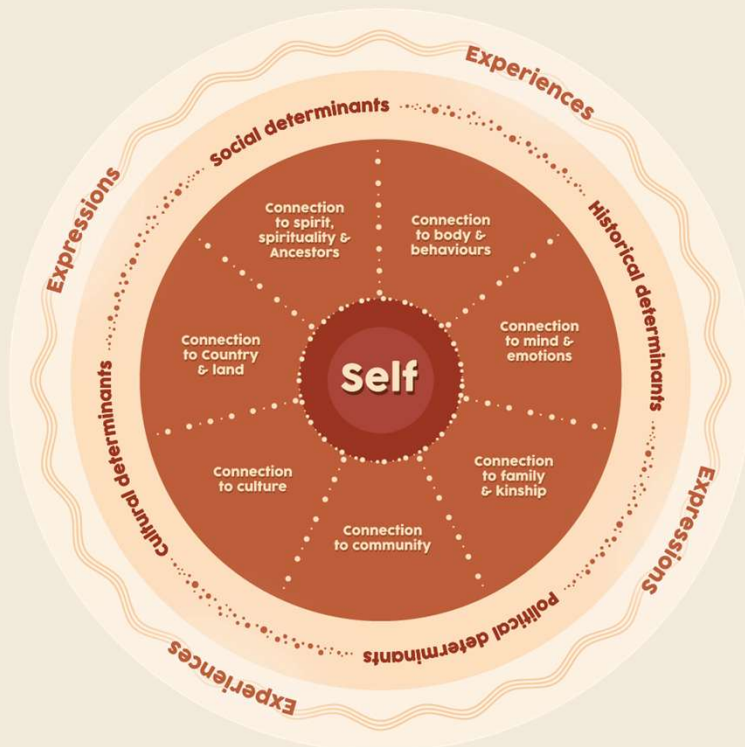 Experiences
Social determinants
Expressions
Historical determinants
Connection
to spirit,
spirituality &
Ancestors
Connection
to body &
behaviours
Connection
to Country
& land
Self
Connection
to mind &
emotions
Cultural determinants
Connection
to culture
Connection
to family
& kinship
Connection
to community
Expressions
Political determinants
Experiences